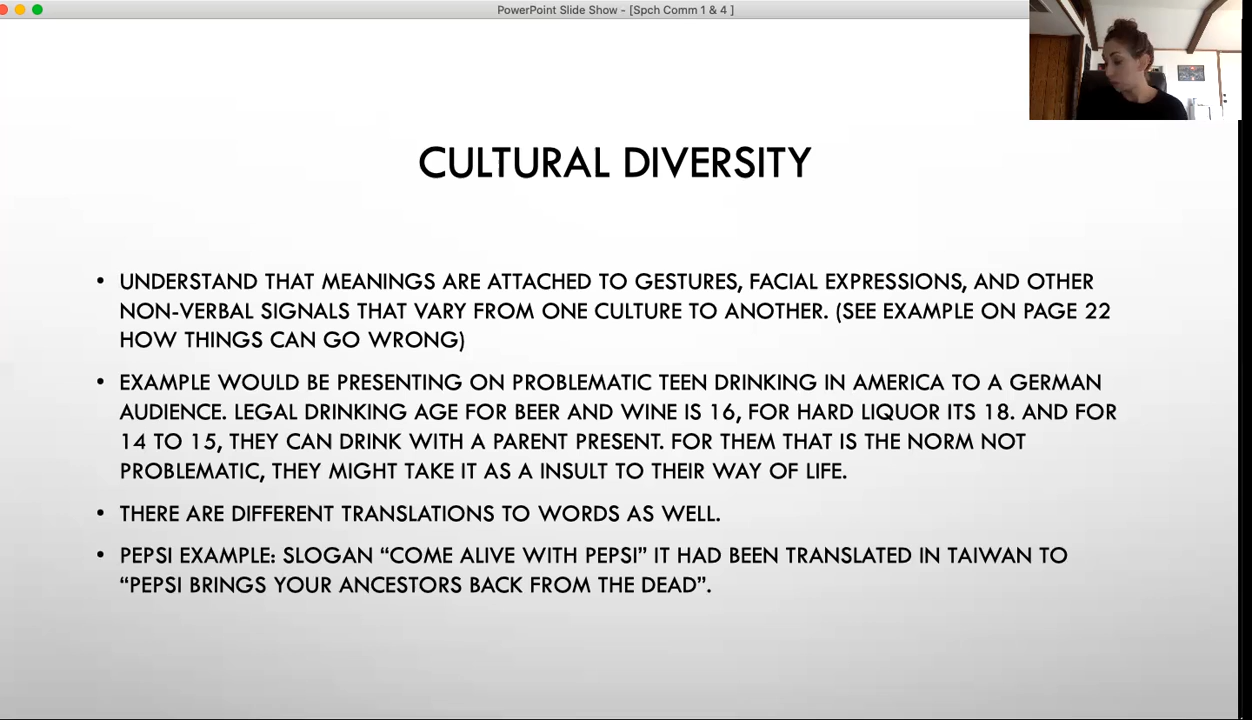 PowerPoint Slide Show - [Spch Comm 1 & 4 ]
CULTURAL DIVERSITY
• UNDERSTAND THAT MEANINGS ARE ATTACHED TO GESTURES, FACIAL EXPRESSIONS, AND OTHER
NON-VERBAL SIGNALS THAT VARY FROM ONE CULTURE TO ANOTHER. (SEE EXAMPLE ON PAGE 22
HOW THINGS CAN GO WRONG)
• EXAMPLE WOULD BE PRESENTING ON PROBLEMATIC TEEN DRINKING IN AMERICA TO A GERMAN
AUDIENCE. LEGAL DRINKING AGE FOR BEER AND WINE IS 16, FOR HARD LIQUOR ITS 18. AND FOR
14 TO 15, THEY CAN DRINK WITH A PARENT PRESENT. FOR THEM THAT IS THE NORM NOT
PROBLEMATIC, THEY MIGHT TAKE IT AS A INSULT TO THEIR WAY OF LIFE.
• THERE ARE DIFFERENT TRANSLATIONS TO WORDS AS WELL.
• PEPSI EXAMPLE: SLOGAN “COME ALIVE WITH PEPSI” IT HAD BEEN TRANSLATED IN TAIWAN TO
“PEPSI BRINGS YOUR ANCESTORS BACK FROM THE DEAD”.